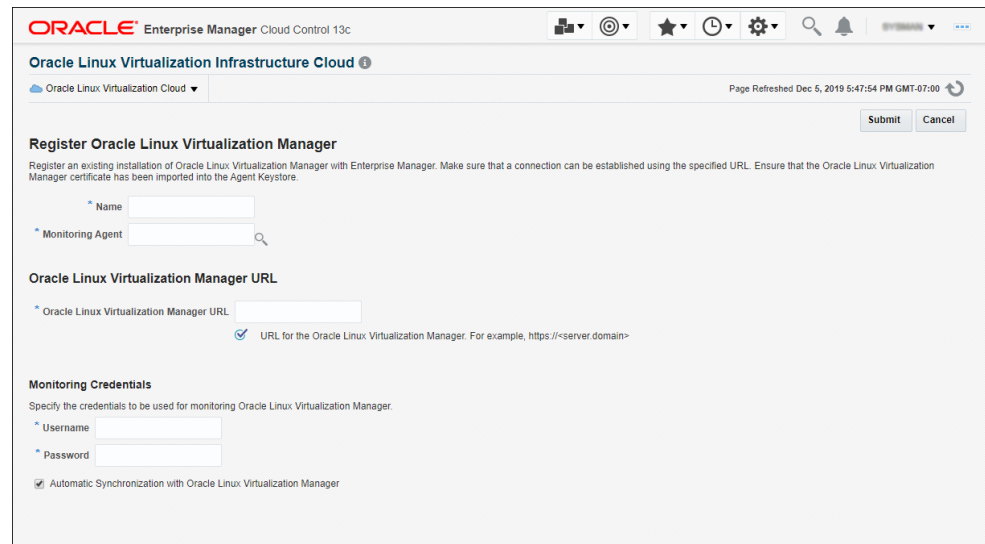 ORACLE Enterprise Manager Cloud Control 13c
Oracle Linux Virtualization Infrastructure Cloud
Oracle Linux Virtualization Cloud
Page Refreshed Dec 5, 2019 5:47:54 PM GMT-07:00
Submit Cancel
Register Oracle Linux Virtualization Manager
Register an existing installation of Oracle Linux Virtualization Manager with Enterprise Manager. Make sure that a connection can be established using the specified URL. Ensure that the Oracle Linux Virtualization
Manager certificate has been imported into the Agent Keystore.
* Name
* Monitoring Agent
Oracle Linux Virtualization Manager URL
* Oracle Linux Virtualization Manager URL
URL for the Oracle Linux Virtualization Manager. For example, https://<server.domain>
Monitoring Credentials
Specify the credentials to be used for monitoring Oracle Linux Virtualization Manager.
* Username
* Password
Automatic Synchronization with Oracle Linux Virtualization Manager